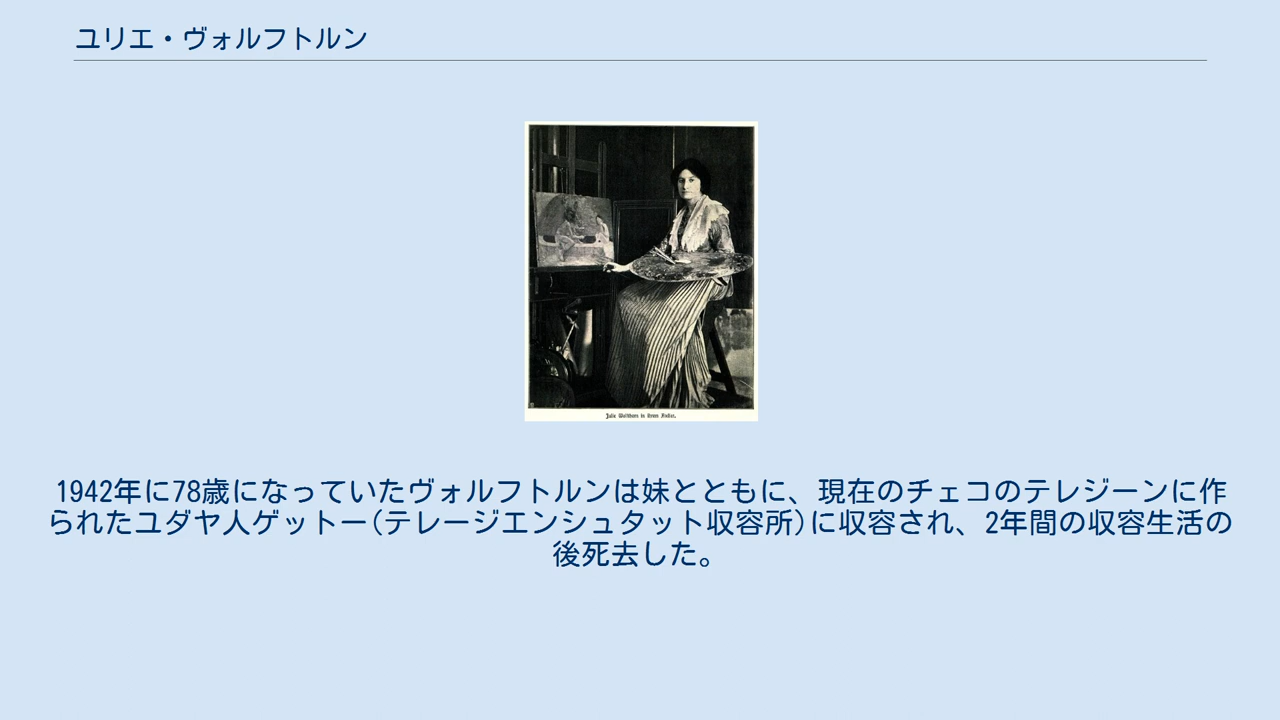 ユリエ・ヴォルフトルン
Julie Wolfthorn in ihrem Atelier.
1942年に78歳になっていたヴォルフトルンは妹とともに、現在のチェコのテレジーンに作
られたユダヤ人ゲットー(テレージエンシュタット収容所)に収容され、2年間の収容生活の
後死去した。